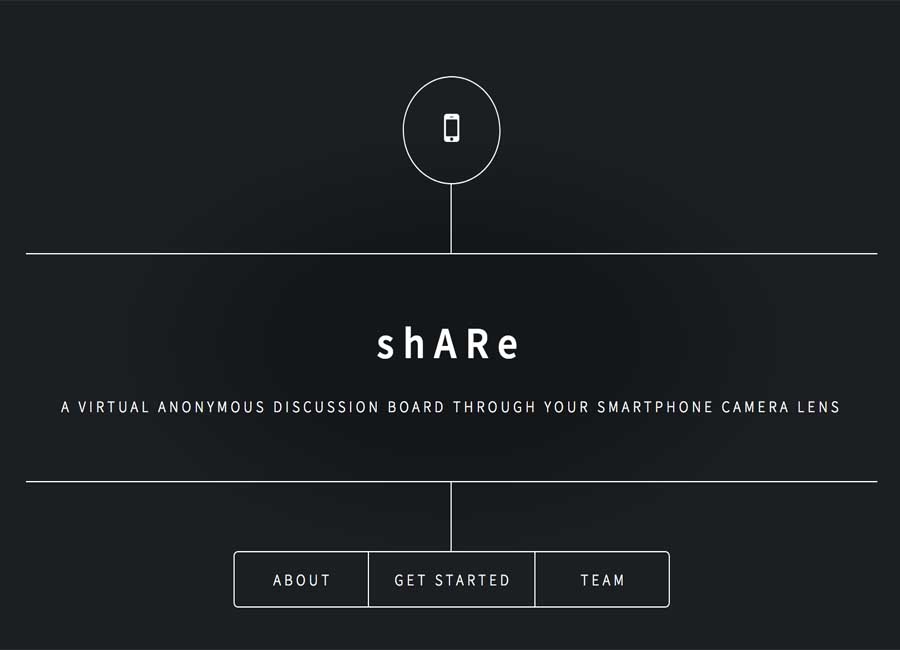 shARe
A VIRTUAL ANONYMOUS DISCUSSION BOARD THROUGH YOUR SMARTPHONE CAMERA LENS
ABOUT
GET STARTED
TEAM